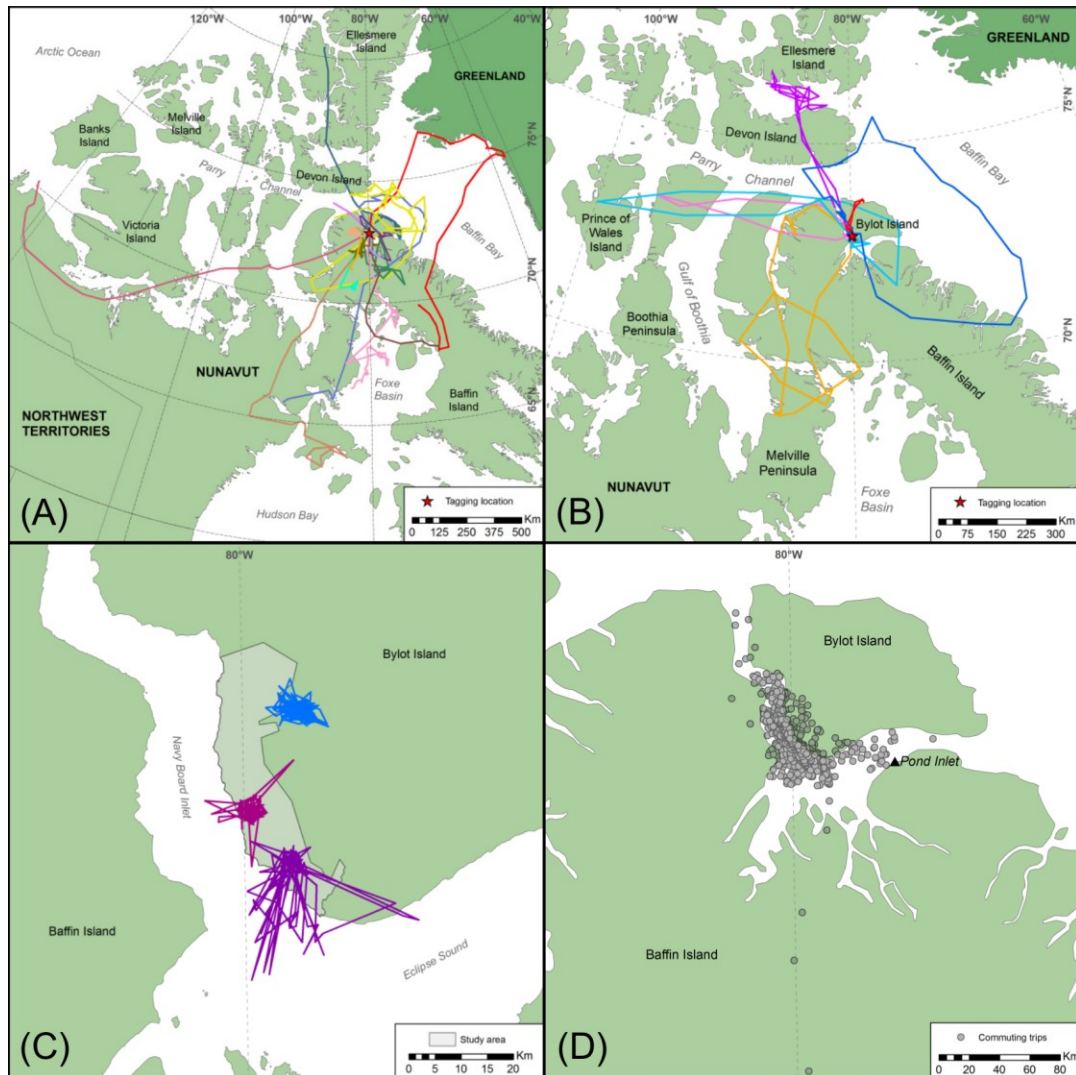 120°W
100°W
80°W
60°W
Arctic Ocean
Ellesmere
Island
GREENLAND
75°N
Banks
Island
Melville
Island
Parry
Channel
Devon Island
Victoria
Island
Baffin Bay
70°N
NUNAVUT
Foxe
Basin
Baffin
Island
65°N
NORTHWEST
TERRITORIES
Hudson Bay
100°W
80°W
(A)
Tagging location
0 125 250 375 500 Km
100°W
80°W
60°W
GREENLAND
Ellesmere
Island
75°N
Devon Island
Baffin Bay
Parry
Channel
Prince of
Wales
Island
Bylot Island
Gulf of Boothia
Boothia
Peninsula
70°N
Baffin Island
Melville
Peninsula
NUNAVUT
Foxe
Basin
80°W
(B)
Tagging location
0 75 150 225 300 Km
80°W
Bylot Island
Navy Board Inlet
Baffin Island
Eclipse Sound
(C)
Study area
0 5 10 20 Km
80°W
Bylot Island
Pond Inlet
Baffin Island
(D)
Commuting trips
0 20 40 60 80 Km